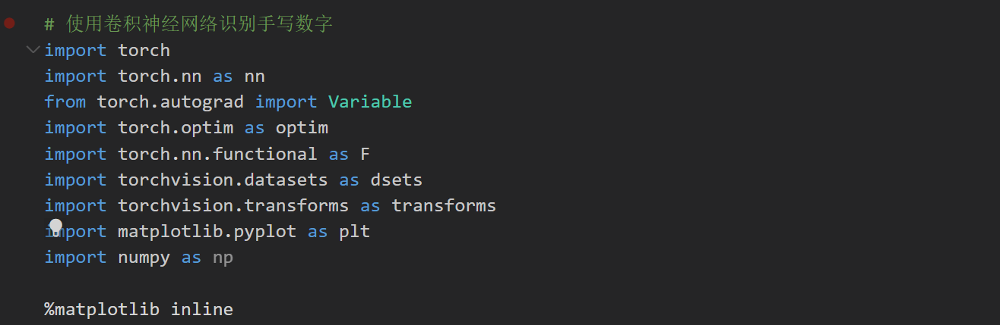 # 使用卷积神经网络识别手写数字
import torch
import torch.nn as nn
from torch.autograd import Variable
import torch.optim as optim
import torch.nn.functional as F
import torchvision.datasets as dsets
import torchvision.transforms as transforms
import matplotlib.pyplot as plt
import numpy as np
%matplotlib inline